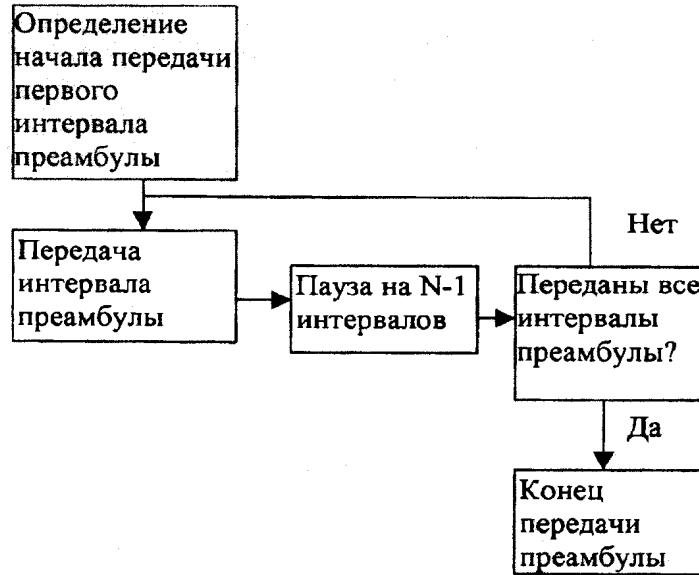 Определение
начала передачи
первого
интервала
преамбулы
Нет
Передача
интервала
преамбулы
Пауза на N-1
интервалов
Переданы все
интервалы
преамбулы?
Да
Конец
передачи
преамбулы